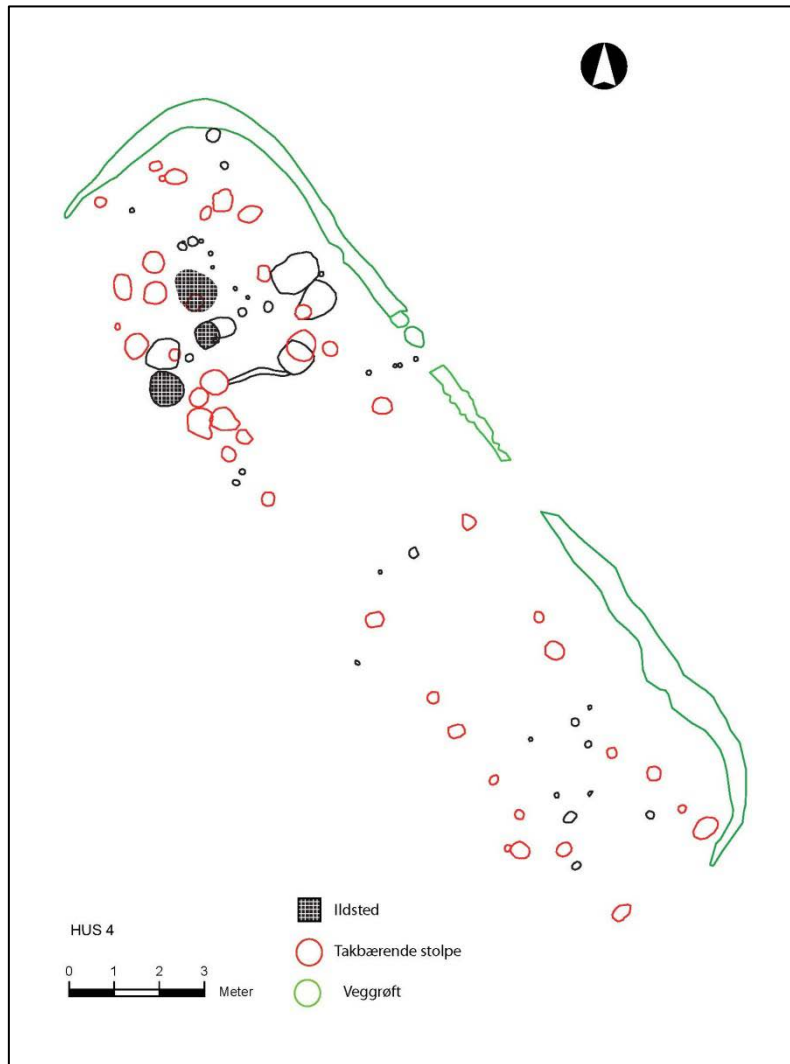 HUS 4
0 1 2 3
Meter
Ildsted
Takbærende stolpe
Veggrøft